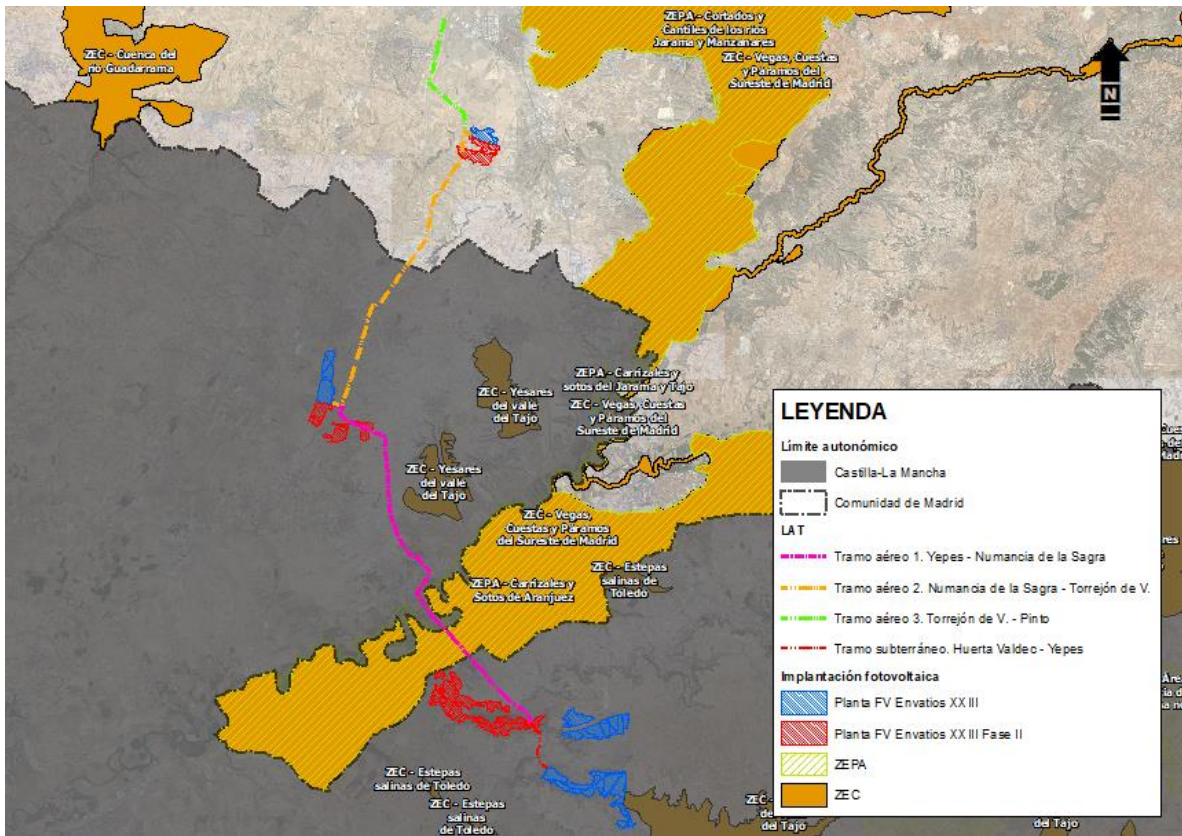 ZEPA - Cortados y
Cantiles de los ríos
Jarama y Manzanares
ZEC - Cuenca del
río Guadarrama
ZEC - Vegas, Cuestas
y Páramos del
Sureste de Madrid
N
ZEPA - Carrizales y
sotos del Jarama y Tajo
ZEC - Yesares
del valle
del Tajo
ZEC - Vegas, Cuestas
y Páramos del
Sureste de Madrid
ZEC - Yesares
del valle
del Tajo
ZEC - Vegas,
Cuestas y Páramos
del Sureste de Madrid
ZEC - Estepas
salinas de
Toledo
ZEPA - Carrizales y
Sotos de Aranjuez
ZEC - Estepas
salinas de Toledo
ZEC - Estepas
salinas
de Toledo
ZEC -
del Tajo
del Tajo
LEYENDA
Límite autonómico
Castilla-La Mancha
Comunidad de Madrid
LAT
Tramo aéreo 1. Yepes - Numancia de la Sagra
Tramo aéreo 2. Numancia de la Sagra - Torrejón de V.
Tramo aéreo 3. Torrejón de V. - Pinto
Tramo subterráneo. Huerta Valdec - Yepes
Implantación fotovoltaica
Planta FV Envatios XXIII
Planta FV Envatios XXIII Fase II
ZEPA
ZEC